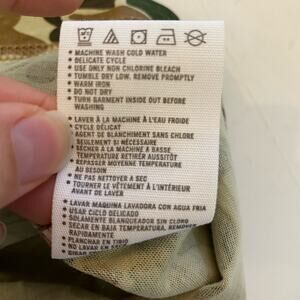 • MACHINE WASH COLD WATER
• DELICATE CYCLE
• USE ONLY NON CHLORINE BLEACH
• TUMBLE DRY LOW, REMOVE PROMPTLY
• WARM IRON
• DO NOT DRY
• TURN GARMENT INSIDE OUT BEFORE
WASHING
• LAVER À LA MACHINE À L'EAU FROIDE
CYCLE DÉLICAT
AGENT DE BLANCHIMENT SANS CHLORE
SEULEMENT SI NÉCESSAIRE
SÉCHER À LA MACHINE A BASSE
TEMPÉRATURE RETIRER AUSSITÔT
REPASSER MOYENNE TEMPERATURE
AU BESOIN
• NE PAS NETTOYER A SEC
• TOURNER LE VÊTEMENT À L'INTÉRIEUR
AVANT DE LAVER
• LAVAR MAQUINA LAVADORA CON AGUA FRIA
• USAR CICLO DELICADO
• SOLAMENTE BLANQUEADOR SIN CLORO
SECAR EN BAJA TEMPERATURA, REMOVER
RAPIDAMENTE
PLANCHAR EN TIBIO
NO LAVAR EN